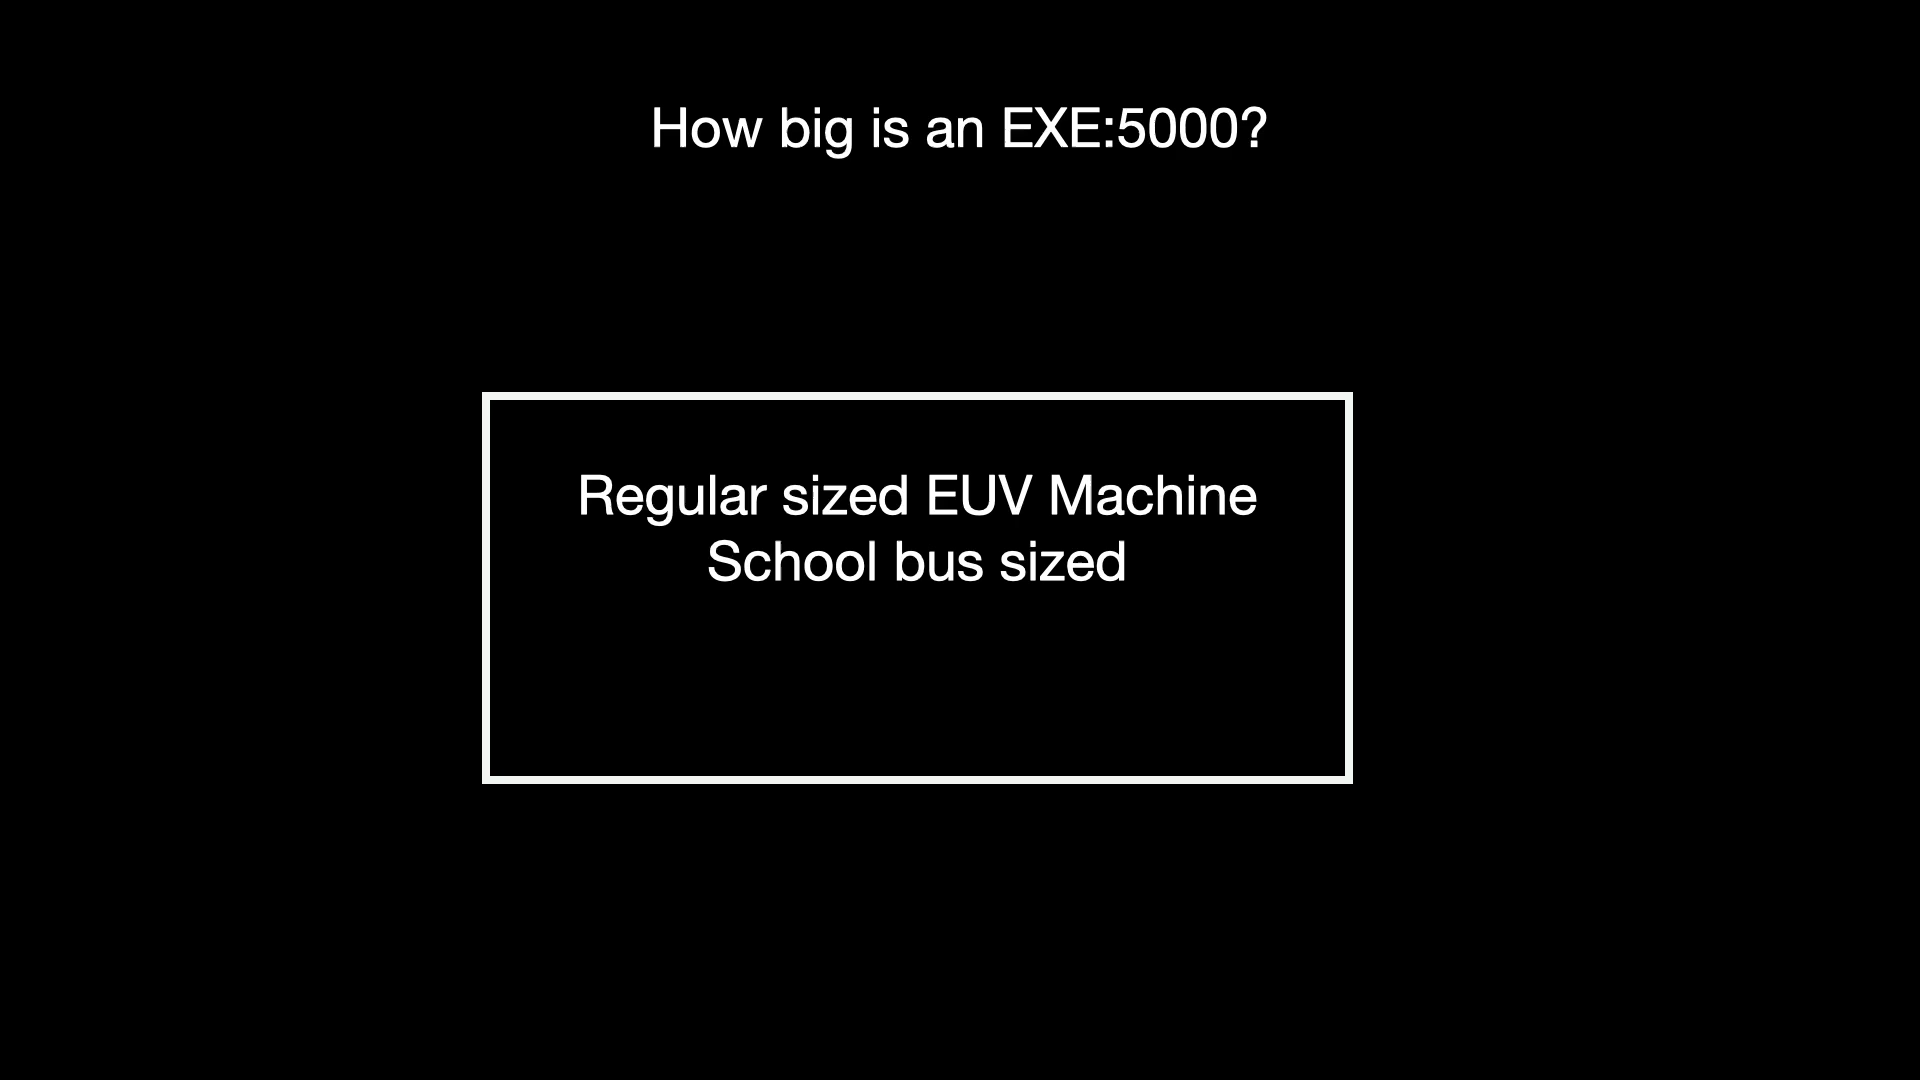 How big is an EXE:5000?
Regular sized EUV Machine
School bus sized